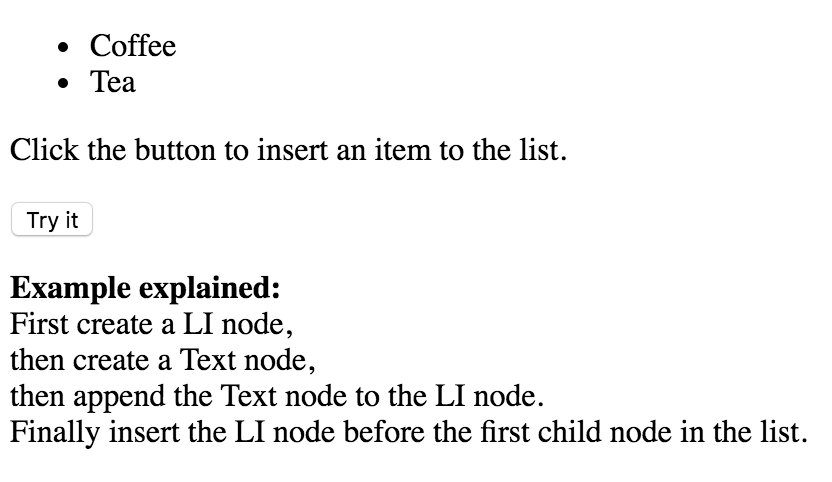 Coffee
Tea
Click the button to insert an item to the list.
Try it
Example explained:
First create a LI node,
then create a Text node,
then append the Text node to the LI node.
Finally insert the LI node before the first child node in the list.